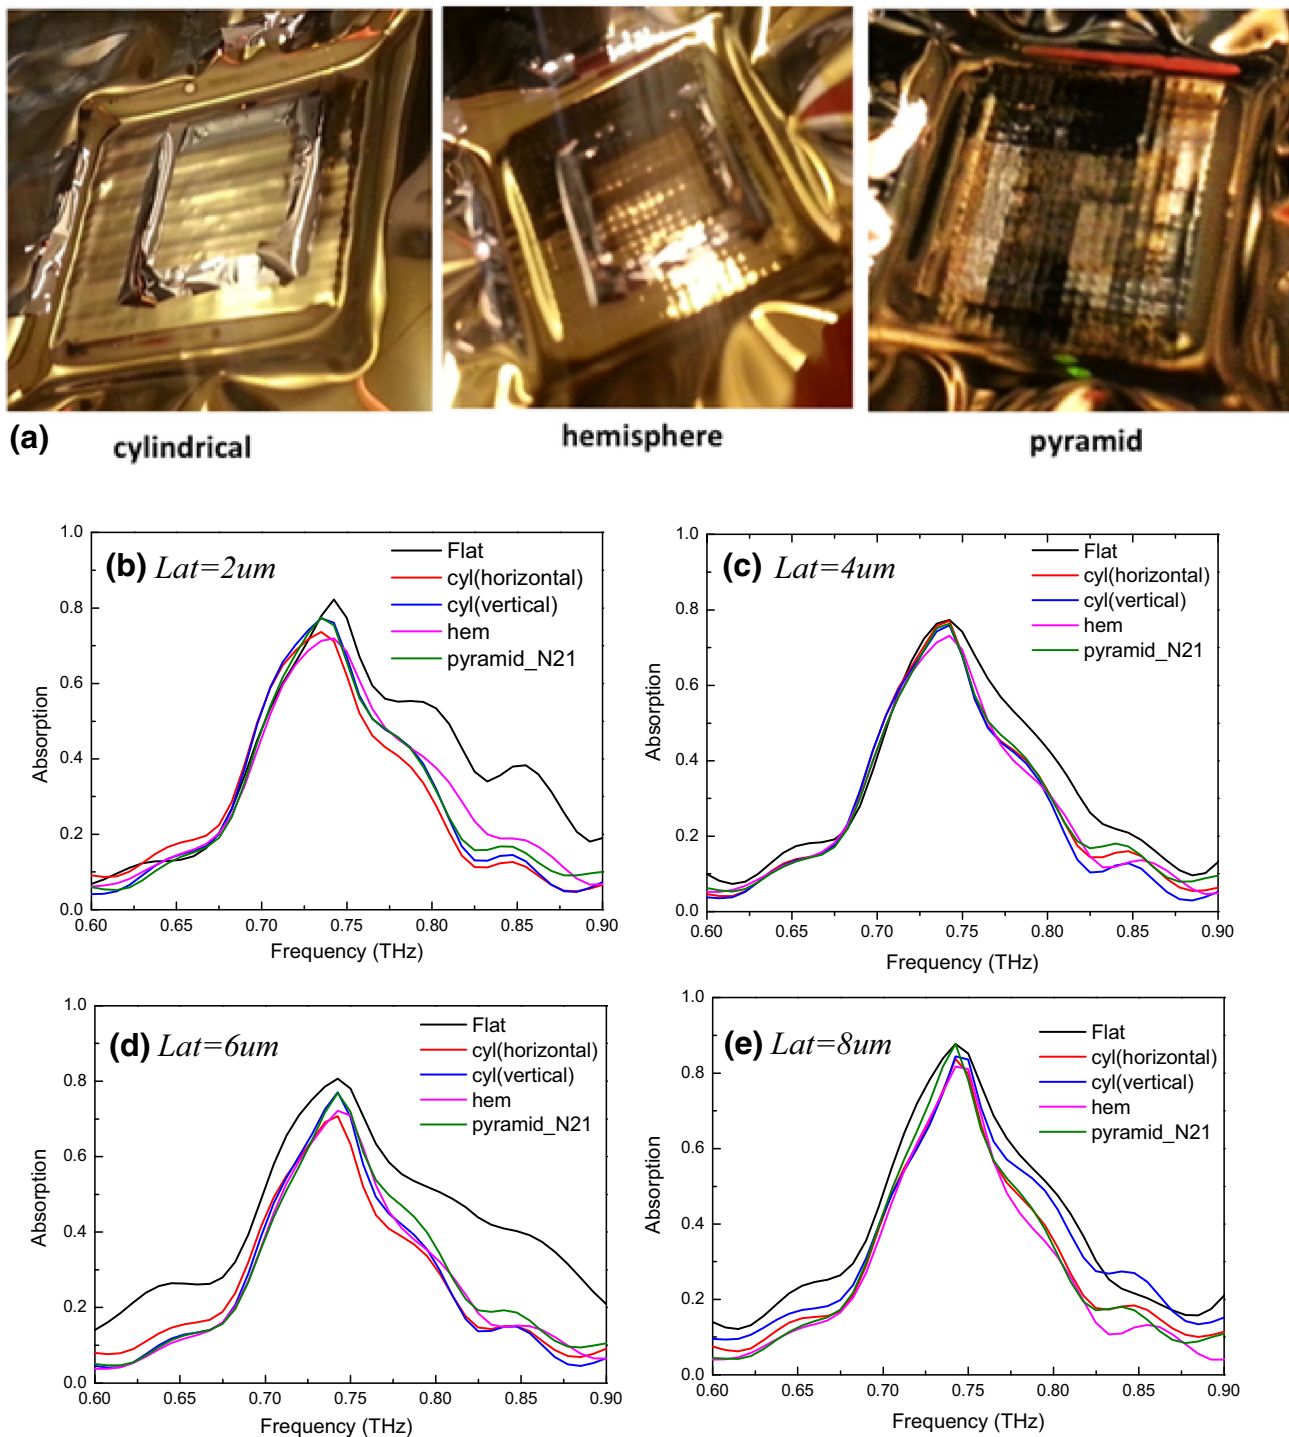 (a)
cylindrical
hemisphere
pyramid
(b) Lat=2um
Flat
cyl(horizontal)
cyl(vertical)
hem
pyramid_N21
1.0
0.8
0.6
0.4
0.2
0.0
Absorption
0.60 0.65 0.70 0.75 0.80 0.85 0.90
Frequency (THz)
(c) Lat=4um
Flat
cyl(horizontal)
cyl(vertical)
hem
pyramid_N21
1.0
0.8
0.6
0.4
0.2
0.0
Absorption
0.60 0.65 0.70 0.75 0.80 0.85 0.90
Frequency (THz)
(d) Lat=6um
Flat
cyl(horizontal)
cyl(vertical)
hem
pyramid_N21
1.0
0.8
0.6
0.4
0.2
0.0
Absorption
0.60 0.65 0.70 0.75 0.80 0.85 0.90
Frequency (THz)
(e) Lat=8um
Flat
cyl(horizontal)
cyl(vertical)
hem
pyramid_N21
1.0
0.8
0.6
0.4
0.2
0.0
Absorption
0.60 0.65 0.70 0.75 0.80 0.85 0.90
Frequency (THz)